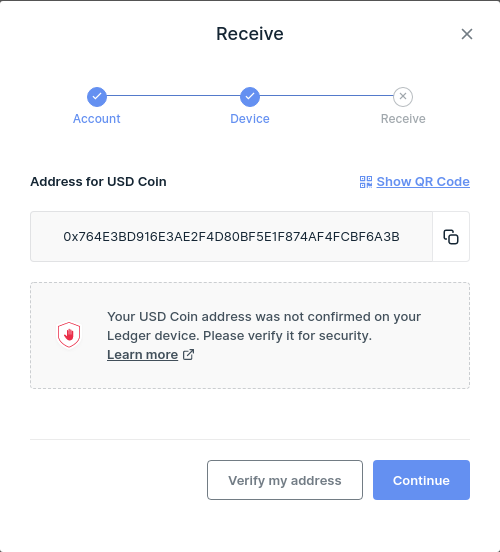 Receive
Account
Device
Receive
Address for USD Coin
Show QR Code
0x764E3BD916E3AE2F4D80BF5E1F874AF4FCBF6A3B
Your USD Coin address was not confirmed on your
Ledger device. Please verify it for security.
Learn more
Verify my address
Continue